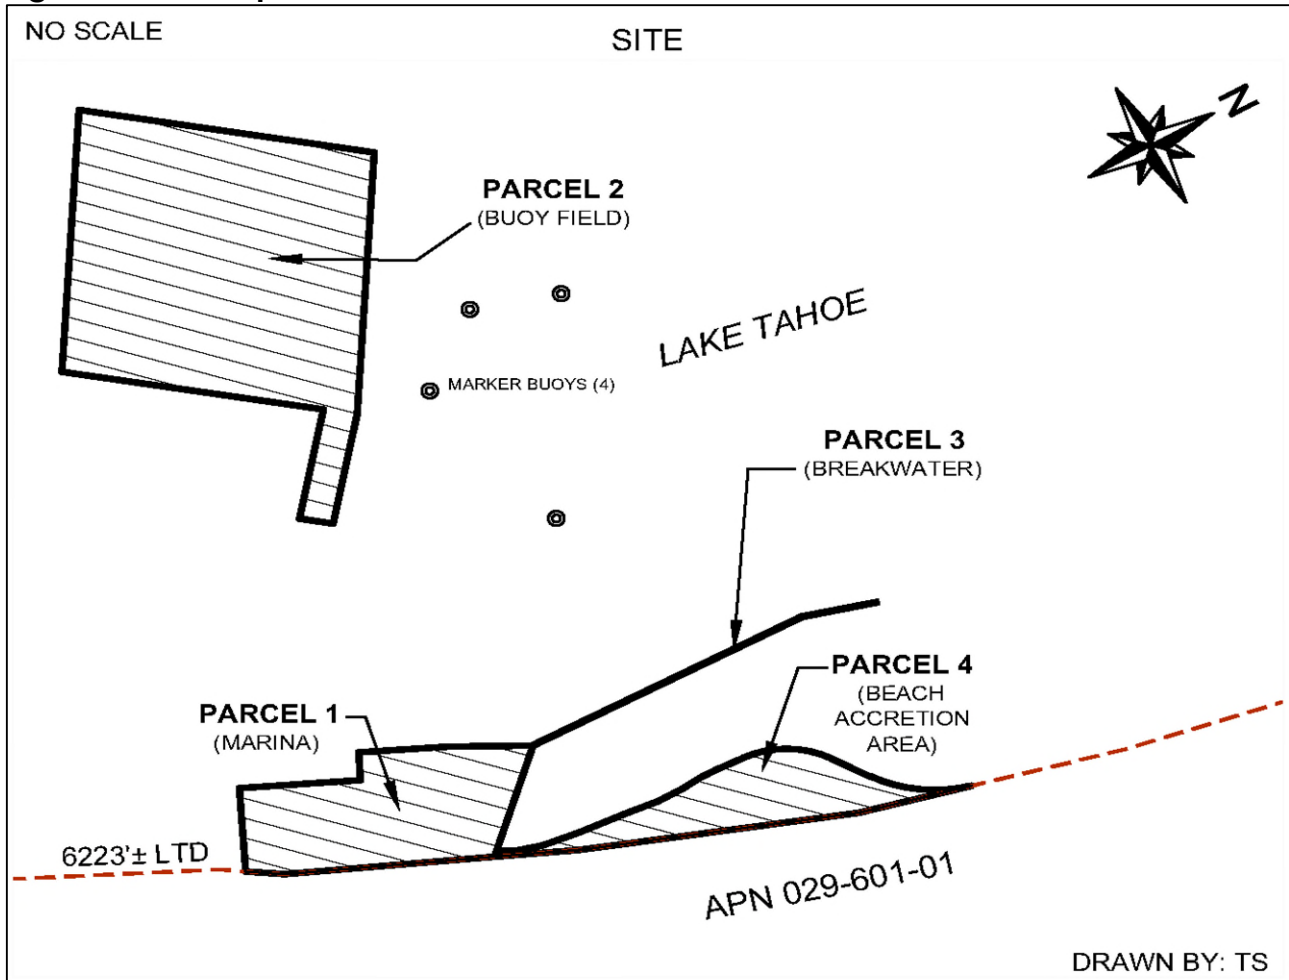 NO SCALE
SITE
N
PARCEL 2
(BUOY FIELD)
LAKE TAHOE
MARKER BUOYS (4)
PARCEL 3
(BREAKWATER)
PARCEL 4
(BEACH
ACCRETION
AREA)
PARCEL 1
(MARINA)
6223'± LTD
APN 029-601-01
DRAWN BY: TS